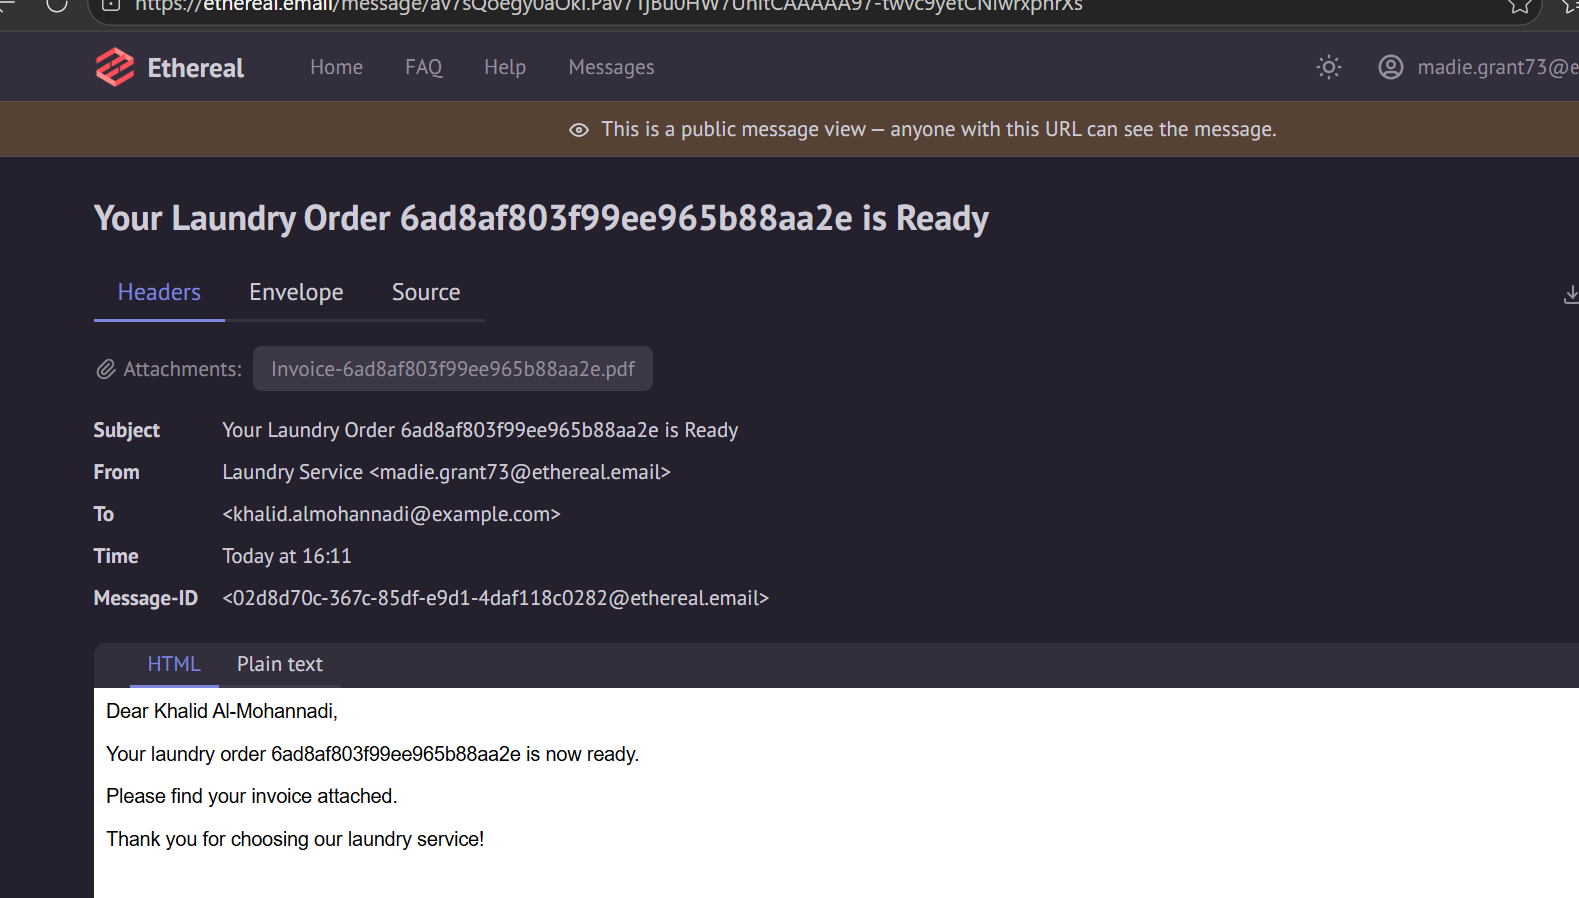 Ethereal
Home
FAQ
Help
Messages
This is a public message view — anyone with this URL can see the message.
Your Laundry Order 6ad8af803f99ee965b88aa2e is Ready
Headers
Envelope
Source
Attachments:
Invoice-6ad8af803f99ee965b88aa2e.pdf
Subject Your Laundry Order 6ad8af803f99ee965b88aa2e is Ready
From Laundry Service <madie.grant73@ethereal.email>
To <khalid.almohannadi@example.com>
Time Today at 16:11
Message-ID <02d8d70c-367c-85df-e9d1-4daf118c0282@ethereal.email>
HTML
Plain text
Dear Khalid Al-Mohannadi,
Your laundry order 6ad8af803f99ee965b88aa2e is now ready.
Please find your invoice attached.
Thank you for choosing our laundry service!